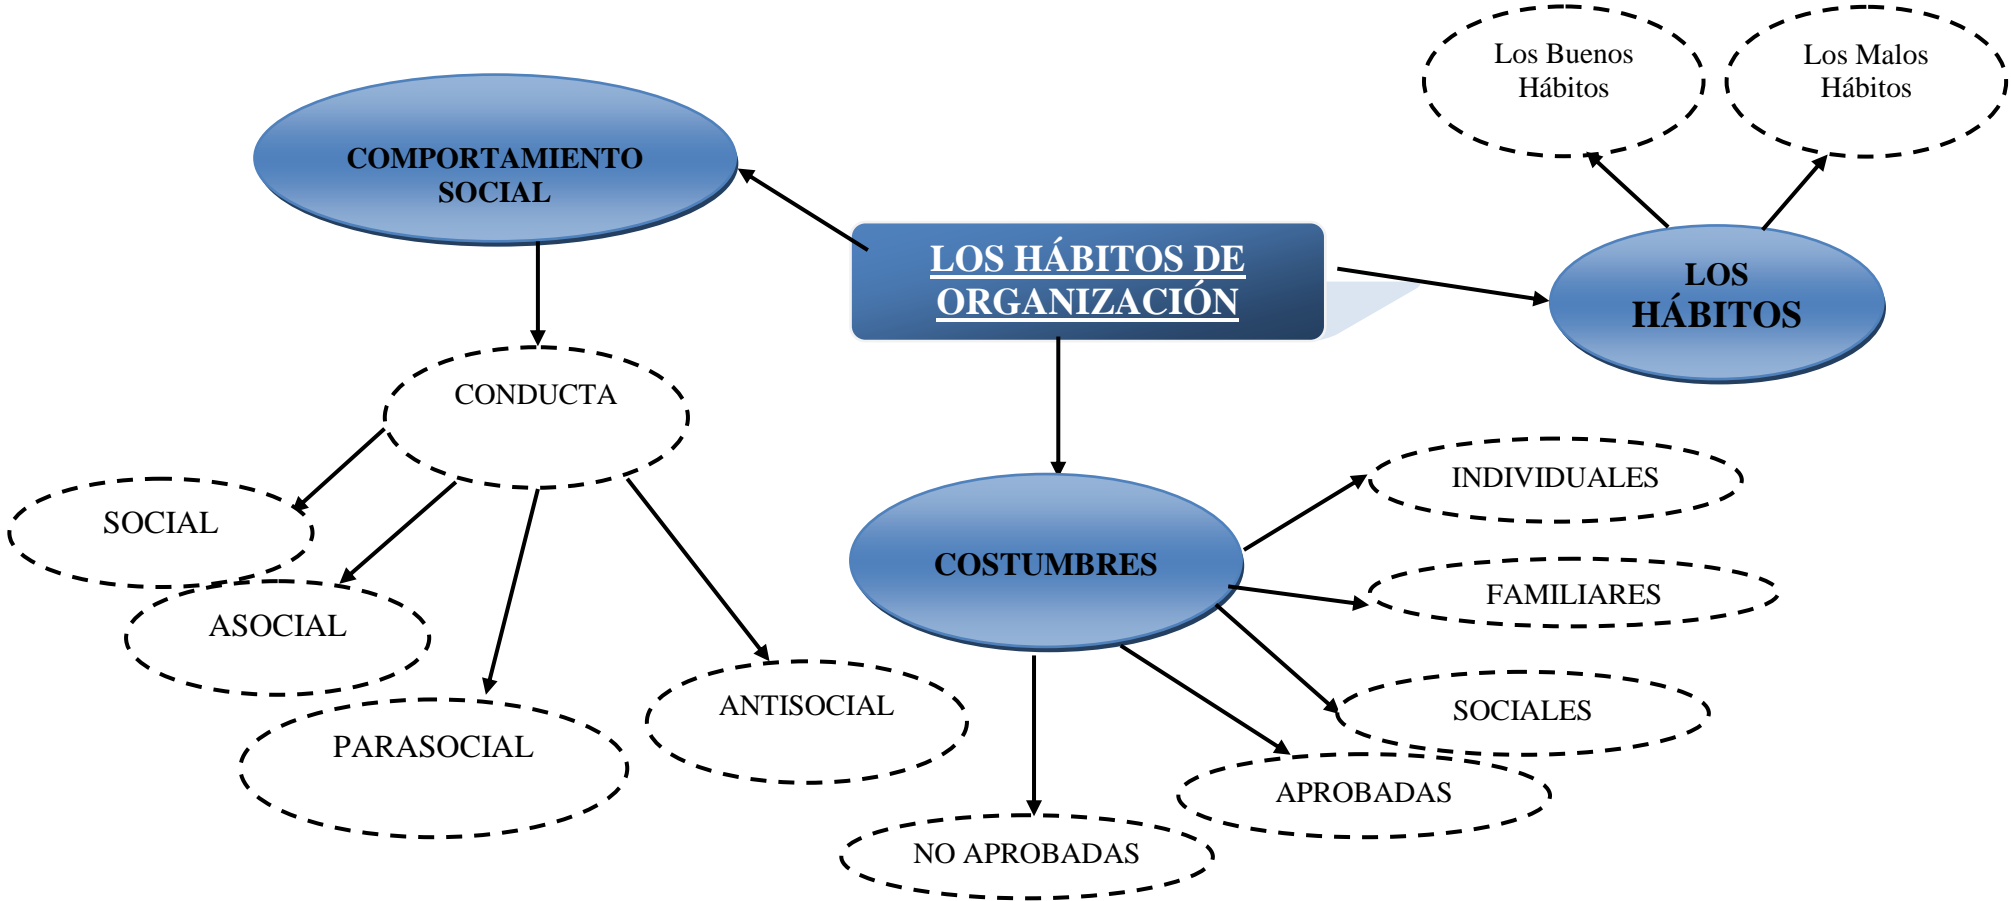 Los Buenos
Hábitos
Los Malos
Hábitos
COMPORTAMIENTO
SOCIAL
LOS HÁBITOS DE
ORGANIZACIÓN
LOS
HÁBITOS
CONDUCTA
SOCIAL
ASOCIAL
PARASOCIAL
ANTISOCIAL
COSTUMBRES
INDIVIDUALES
FAMILIARES
SOCIALES
APROBADAS
NO APROBADAS